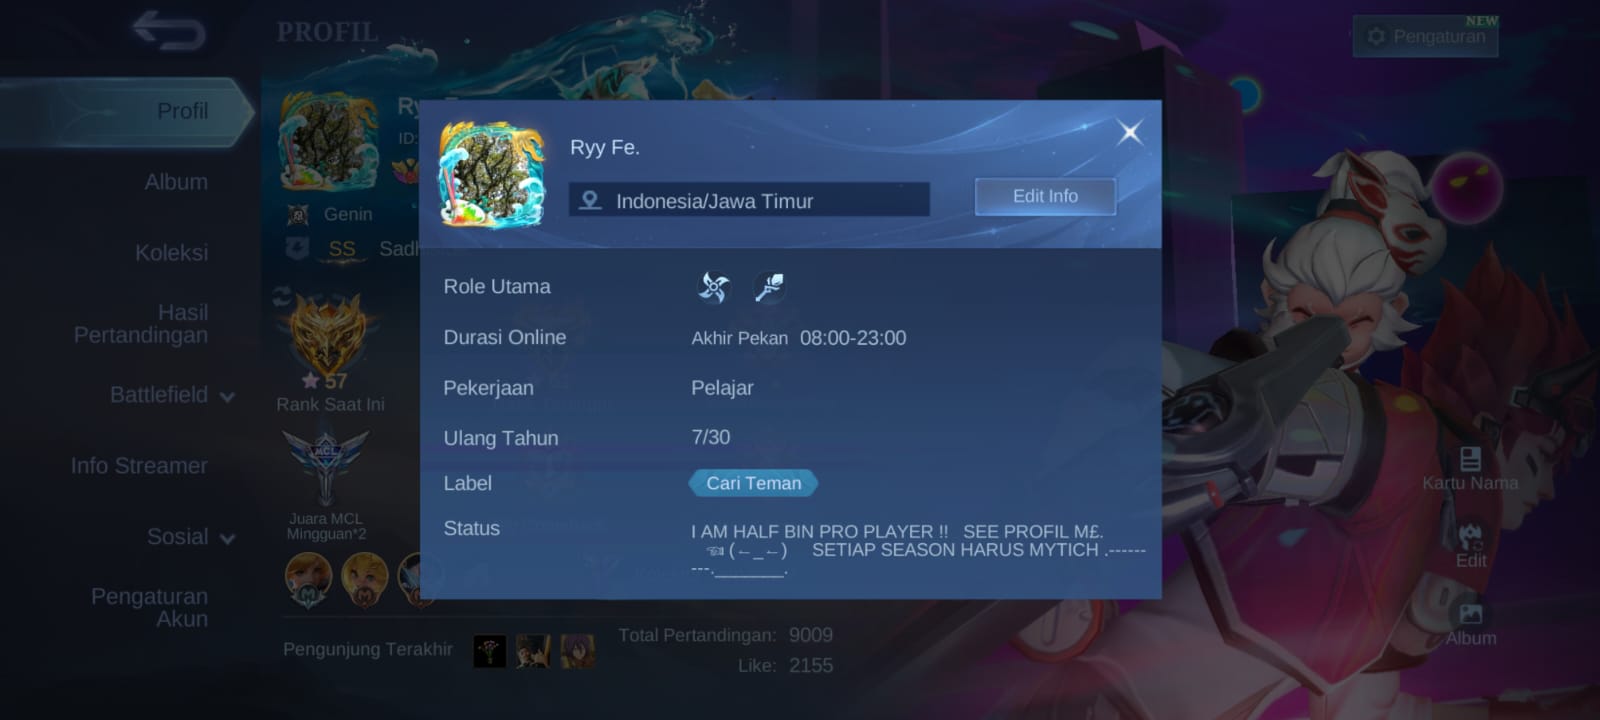 PROFIL
NEW
Pengaturan
Profil
Album
Koleksi
Hasil
Pertandingan
Battlefield
Info Streamer
Sosial
Pengaturan
Akun
ID:
Genin
SS
57
Rank Saat Ini
MCL
Juara MCL
Mingguan*2
M
M
M
Pengunjung Terakhir
Total Pertandingan: 9009
Like: 2155
Ryy Fe.
Indonesia/Jawa Timur
Edit Info
Role Utama
Durasi Online Akhir Pekan 08:00-23:00
Pekerjaan Pelajar
Ulang Tahun 7/30
Label Cari Teman
Status I AM HALF BIN PRO PLAYER !! SEE PROFIL M£.
☜(←_←) SETIAP SEASON HARUS MYTICH .-------
---._______.
Kartu Nama
Edit
Album